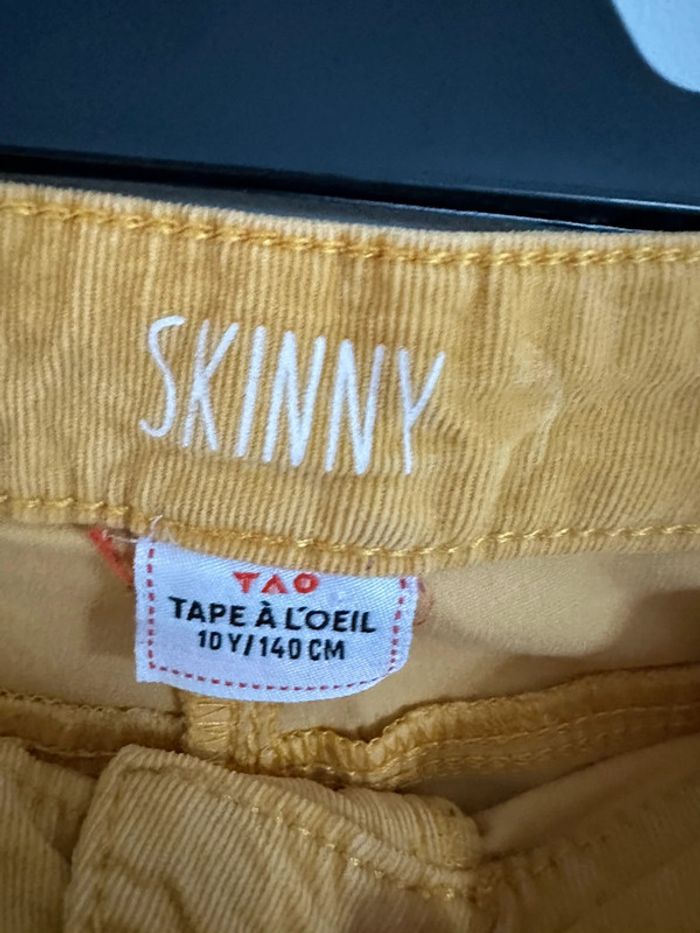 SKINNY
TAO
TAPE À L'OEIL
10 Y/140 CM